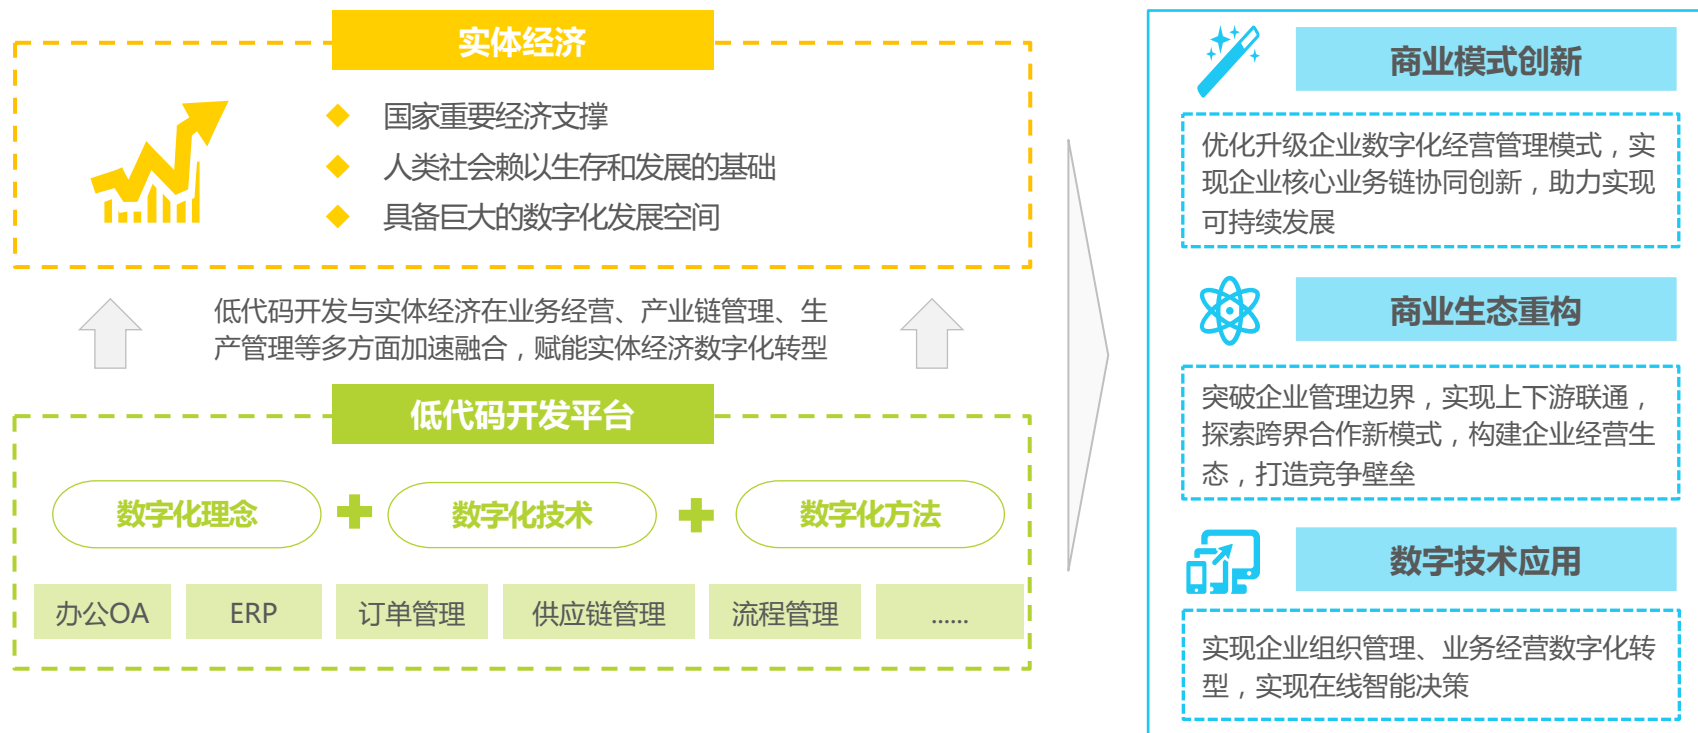 实体经济
国家重要经济支撑
人类社会赖以生存和发展的基础
具备巨大的数字化发展空间
低代码开发与实体经济在业务经营、产业链管理、生
产管理等多方面加速融合，赋能实体经济数字化转型
低代码开发平台
数字化理念
数字化技术
数字化方法
办公OA
ERP
订单管理
供应链管理
流程管理
......
商业模式创新
优化升级企业数字化经营管理模式，实
现企业核心业务链协同创新，助力实现
可持续发展
商业生态重构
突破企业管理边界，实现上下游联通，
探索跨界合作新模式，构建企业经营生
态，打造竞争壁垒
数字技术应用
实现企业组织管理、业务经营数字化转
型，实现在线智能决策